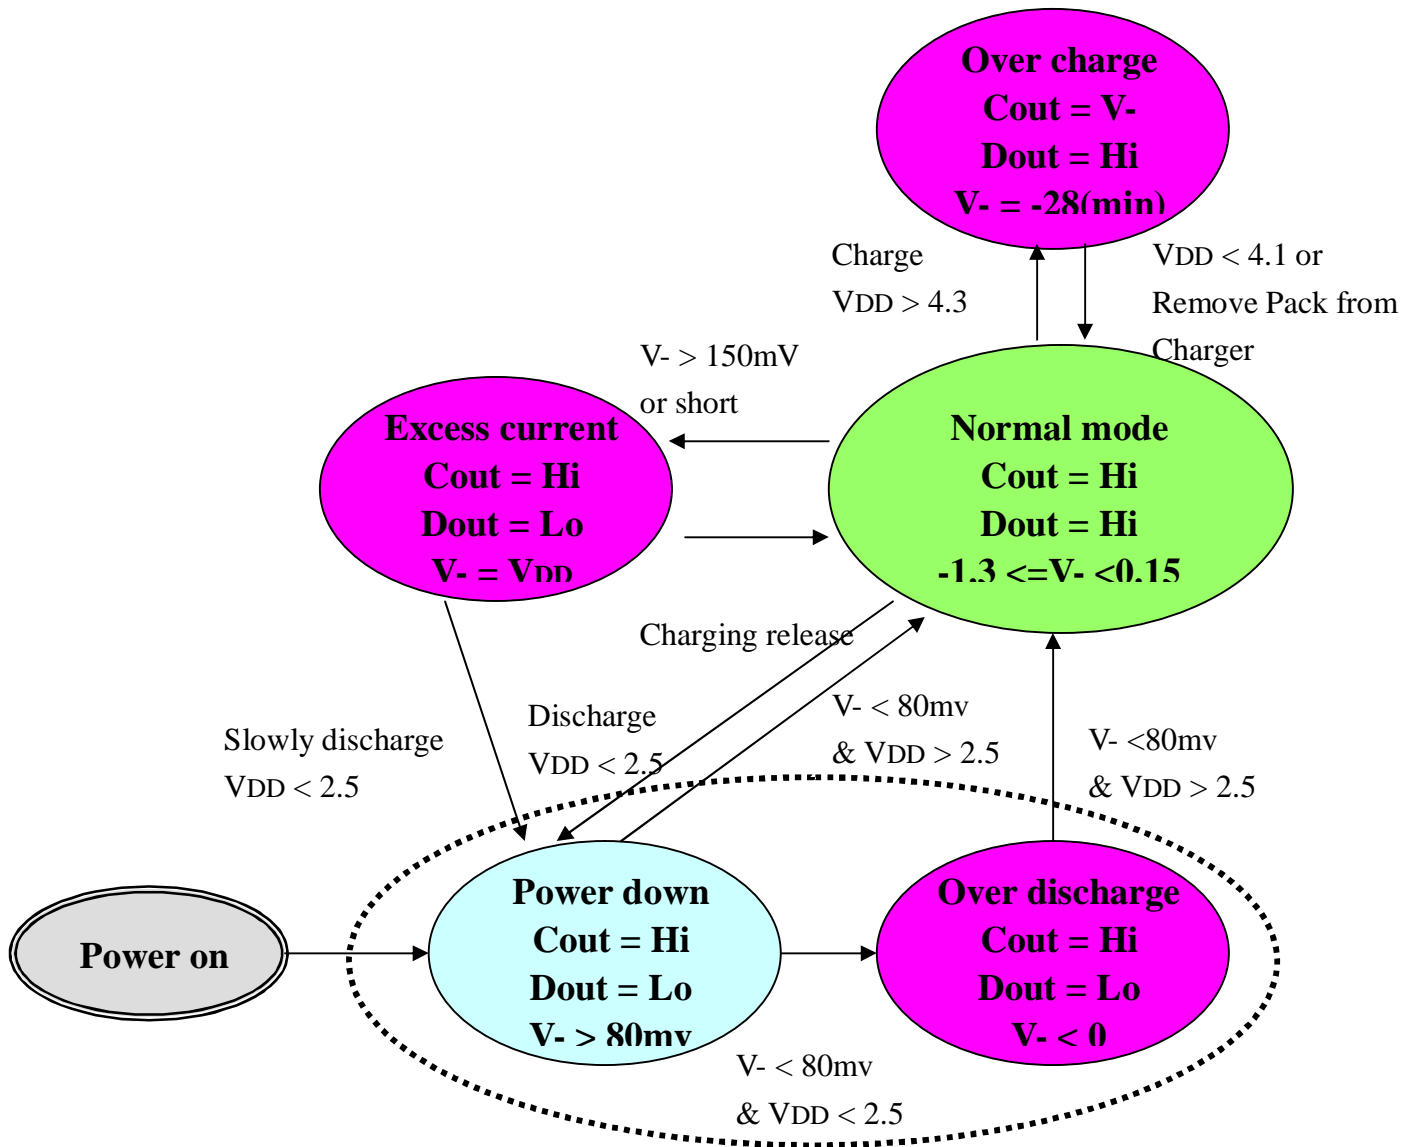 Over charge
Cout = V-
Dout = Hi
V- = -28(min)
Charge
VDD > 4.3
VDD < 4.1 or
Remove Pack from
Charger
V- > 150mV
or short
Excess current
Cout = Hi
Dout = Lo
V- = VDD
Normal mode
Cout = Hi
Dout = Hi
-1.3 <=V- <0.15
Charging release
Slowly discharge
VDD < 2.5
Discharge
VDD < 2.5
V- < 80mv
& VDD > 2.5
V- <80mv
& VDD > 2.5
Power on
Power down
Cout = Hi
Dout = Lo
V- > 80mv
Over discharge
Cout = Hi
Dout = Lo
V- < 0
V- < 80mv
& VDD < 2.5